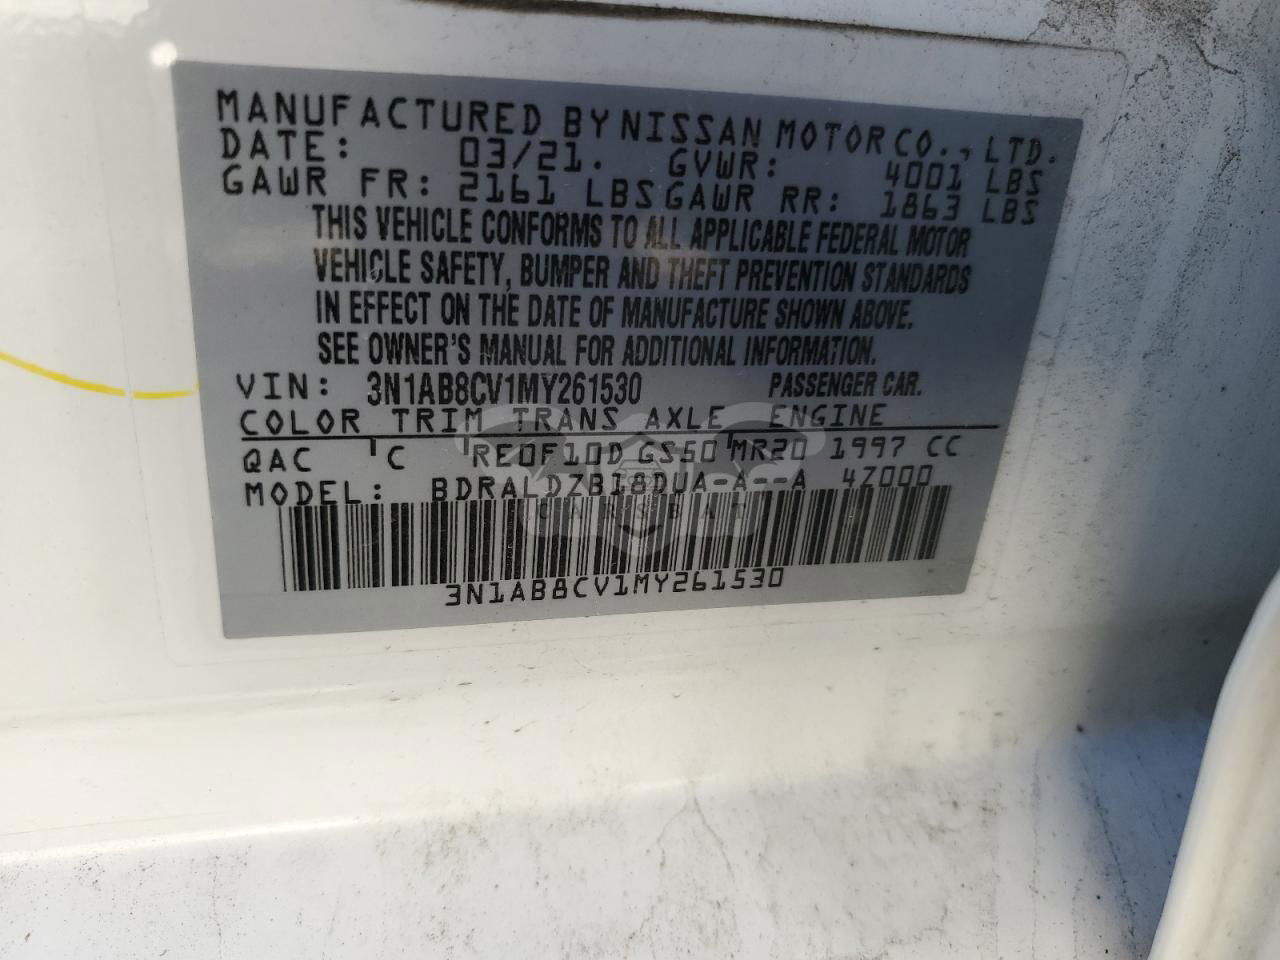 MANUFACTURED BY NISSAN MOTOR CO., LTD.
DATE: 03/21. GVWR: 4001 LBS
GAWR FR: 2161 LBS GAWR RR: 1863 LBS
THIS VEHICLE CONFORMS TO ALL APPLICABLE FEDERAL MOTOR
VEHICLE SAFETY, BUMPER AND THEFT PREVENTION STANDARDS
IN EFFECT ON THE DATE OF MANUFACTURE SHOWN ABOVE.
SEE OWNER'S MANUAL FOR ADDITIONAL INFORMATION.
VIN: 3N1AB8CV1MY261530 PASSENGER CAR.
COLOR TRIM TRANS AXLE ENGINE
QAC ' C ' RE0F10D GS50 ' MR20 1997 CC
MODEL: BDRALDZB18DUA-A--A 4Z000
CARSBAT
3N1AB8CV1MY261530